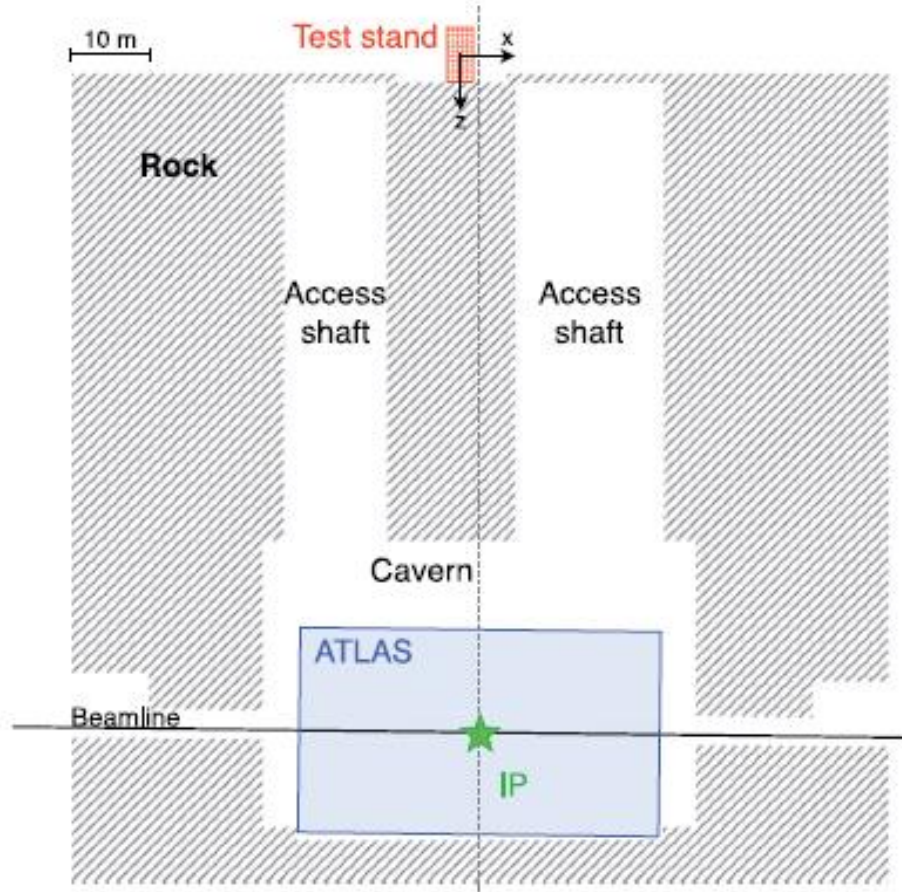 10 m
Test stand
x
z
Rock
Access
shaft
Access
shaft
Cavern
ATLAS
Beamline
IP